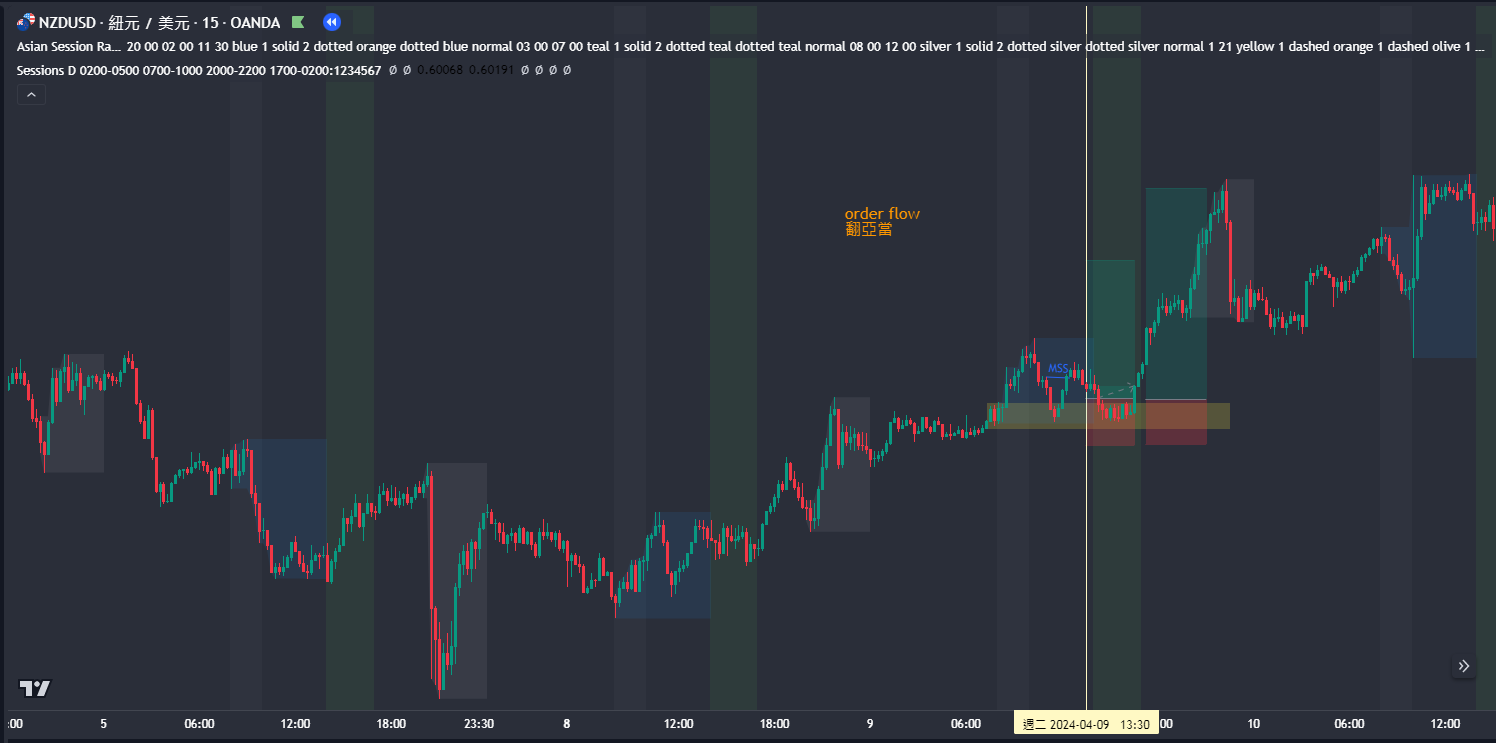 NZDUSD · 紐元 / 美元 · 15 · OANDA
Asian Session Ra... 20 00 02 00 11 30 blue 1 solid 2 dotted orange dotted blue normal 03 00 07 00 teal 1 solid 2 dotted teal dotted teal normal 08 00 12 00 silver 1 solid 2 dotted silver dotted silver normal 1 21 yellow 1 dashed orange 1 dashed olive 1 ...
Sessions D 0200-0500 0700-1000 2000-2200 1700-0200:1234567 ∅ ∅ 0.60068 0.60191 ∅ ∅ ∅ ∅
order flow
翻亞當
MSS
:00 5 06:00 12:00 18:00 23:30 8 12:00 18:00 9 06:00 週二 2024-04-09 13:30 00 10 06:00 12:00